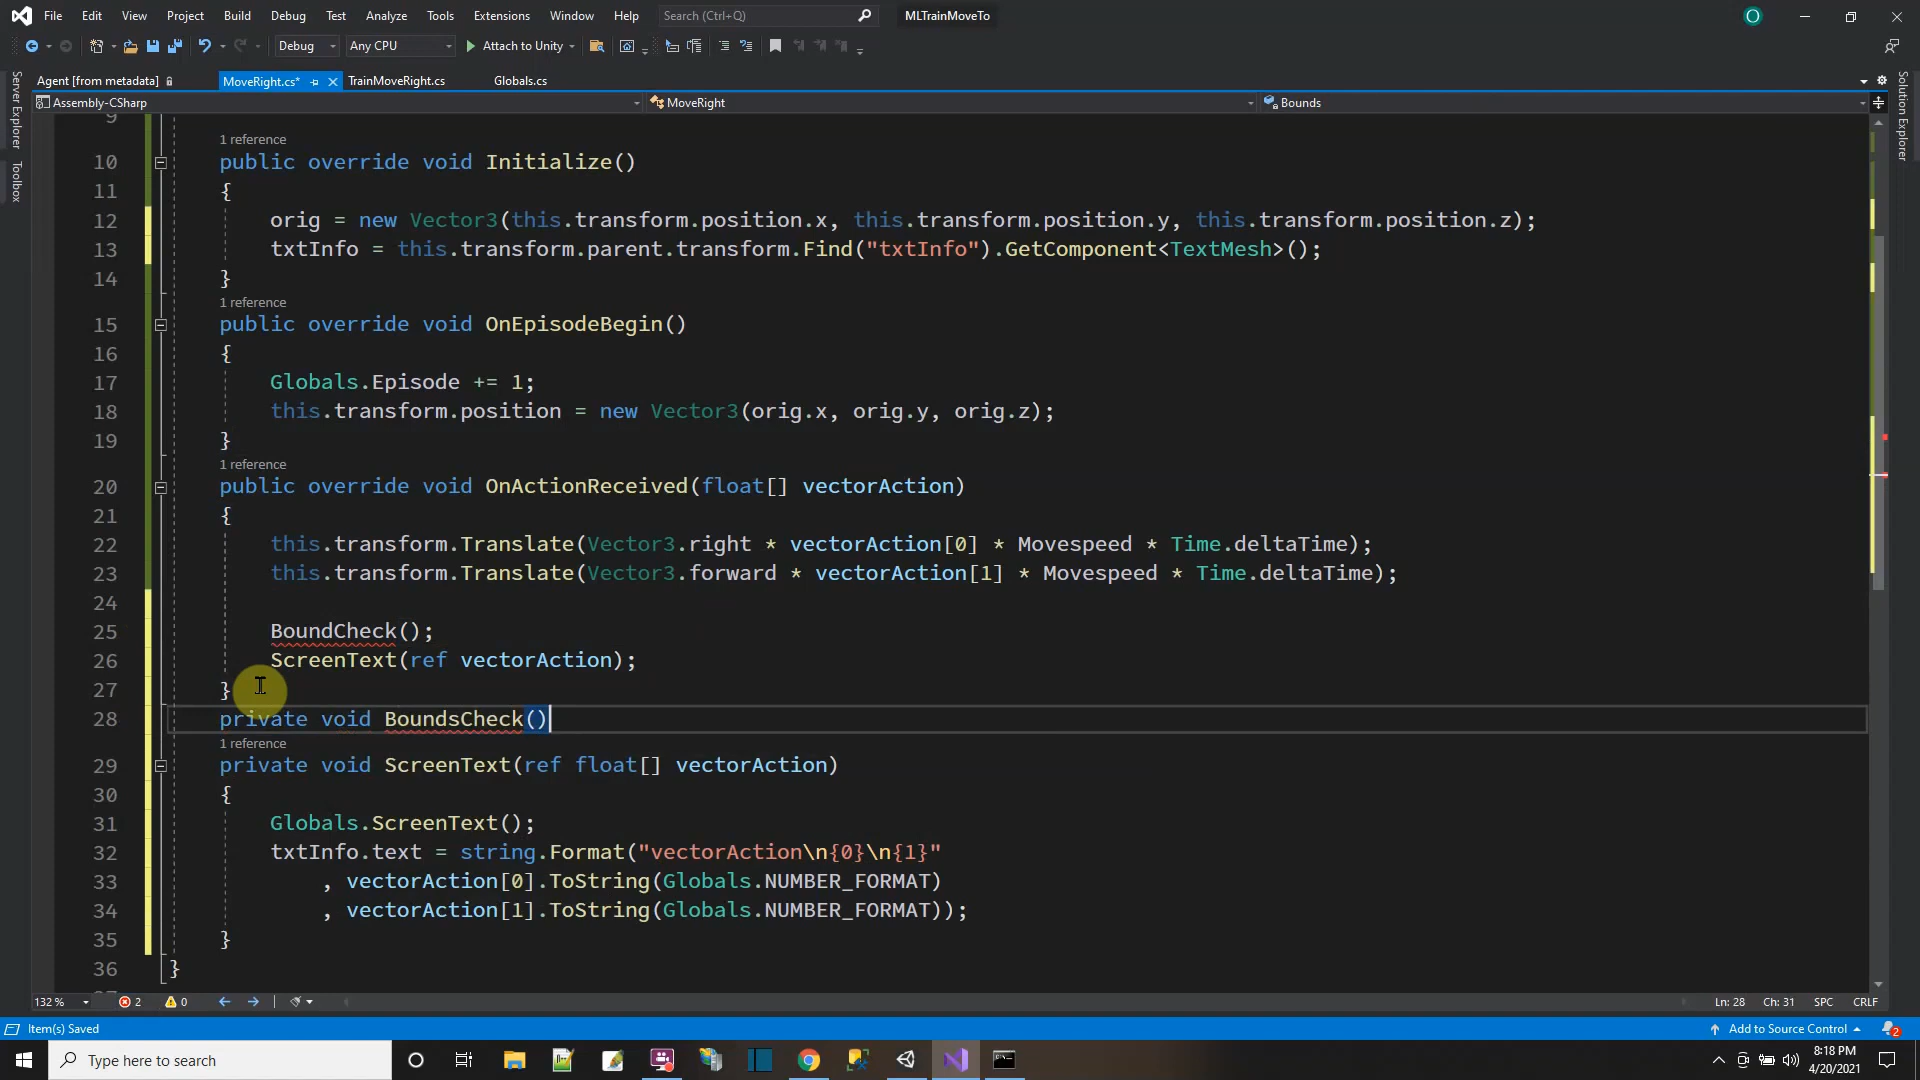 File Edit View Project Build Debug Test Analyze Tools Extensions Window Help Search (Ctrl+Q) MLTrainMoveTo O
Debug Any CPU Attach to Unity
Agent [from metadata] MoveRight.cs* TrainMoveRight.cs Globals.cs
Assembly-CSharp MoveRight Bounds
Server Explorer
Toolbox
Solution Explorer
9
1 reference
10 public override void Initialize()
11 {
12 orig = new Vector3(this.transform.position.x, this.transform.position.y, this.transform.position.z);
13 txtInfo = this.transform.parent.transform.Find("txtInfo").GetComponent<TextMesh>();
14 }
1 reference
15 public override void OnEpisodeBegin()
16 {
17 Globals.Episode += 1;
18 this.transform.position = new Vector3(orig.x, orig.y, orig.z);
19 }
1 reference
20 public override void OnActionReceived(float[] vectorAction)
21 {
22 this.transform.Translate(Vector3.right * vectorAction[0] * Movespeed * Time.deltaTime);
23 this.transform.Translate(Vector3.forward * vectorAction[1] * Movespeed * Time.deltaTime);
24
25 BoundCheck();
26 ScreenText(ref vectorAction);
27 }
28 private void BoundsCheck()
1 reference
29 private void ScreenText(ref float[] vectorAction)
30 {
31 Globals.ScreenText();
32 txtInfo.text = string.Format("vectorAction\n{0}\n{1}"
33 , vectorAction[0].ToString(Globals.NUMBER_FORMAT)
34 , vectorAction[1].ToString(Globals.NUMBER_FORMAT));
35 }
36 }
132 % 2 0 Ln: 28 Ch: 31 SPC CRLF
Item(s) Saved Add to Source Control 2
Type here to search 8:18 PM
4/20/2021